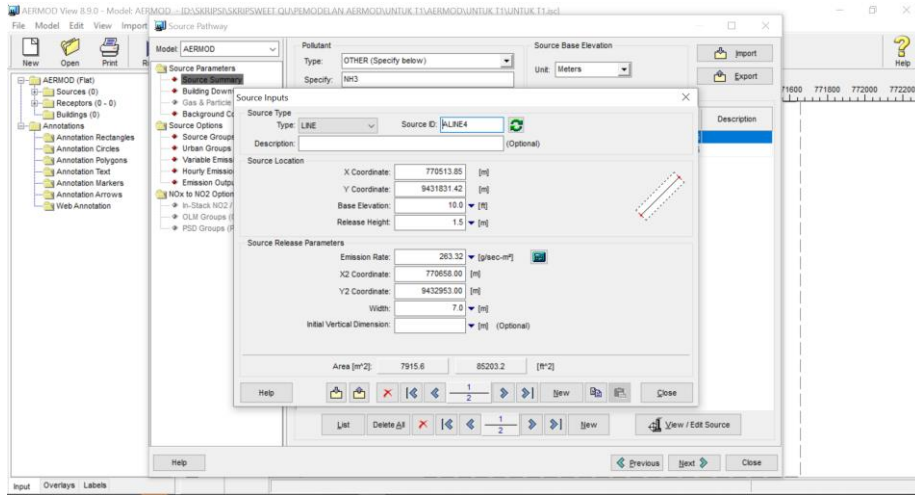 AERMOD View 8.9.0 - Model: AERMOD - [D:\SKRIPSI\SKRIPSWEET QU\PEMODELAN AERMOD\UNTUK T1\AERMOD\UNTUK T1\UNTUK T1.isc]
File Model Edit View Import
New Open Print
Help
AERMOD (Flat)
Sources (0)
Receptors (0 - 0)
Buildings (0)
Annotations
Annotation Rectangles
Annotation Circles
Annotation Polygons
Annotation Text
Annotation Markers
Annotation Arrows
Web Annotation
Source Pathway
Model: AERMOD
Source Parameters
Source Summary
Building Down
Gas & Particle
Background Co
Source Options
Source Groups
Urban Groups
Variable Emiss
Hourly Emissio
Emission Outpu
NOx to NO2 Option
In-Stack NO2 /
OLM Groups (
PSD Groups (P
Pollutant
Type: OTHER (Specify below)
Specify: NH3
Source Base Elevation
Unit: Meters
Import
Export
Description
71600 771800 772000 772200
Source Inputs
Source Type
Type: LINE Source ID: ALINE4
Description: (Optional)
Source Location
X Coordinate: 770513.85 [m]
Y Coordinate: 9431831.42 [m]
Base Elevation: 10.0 [ft]
Release Height: 1.5 [m]
Source Release Parameters
Emission Rate: 263.32 [g/sec-m²]
X2 Coordinate: 770658.00 [m]
Y2 Coordinate: 9432953.00 [m]
Width: 7.0 [m]
Initial Vertical Dimension: [m] (Optional)
Area [m^2]: 7915.6 85203.2 [ft^2]
Help 1 2 New Close
List Delete All 1 2 New View / Edit Source
Help Previous Next Close
Input Overlays Labels